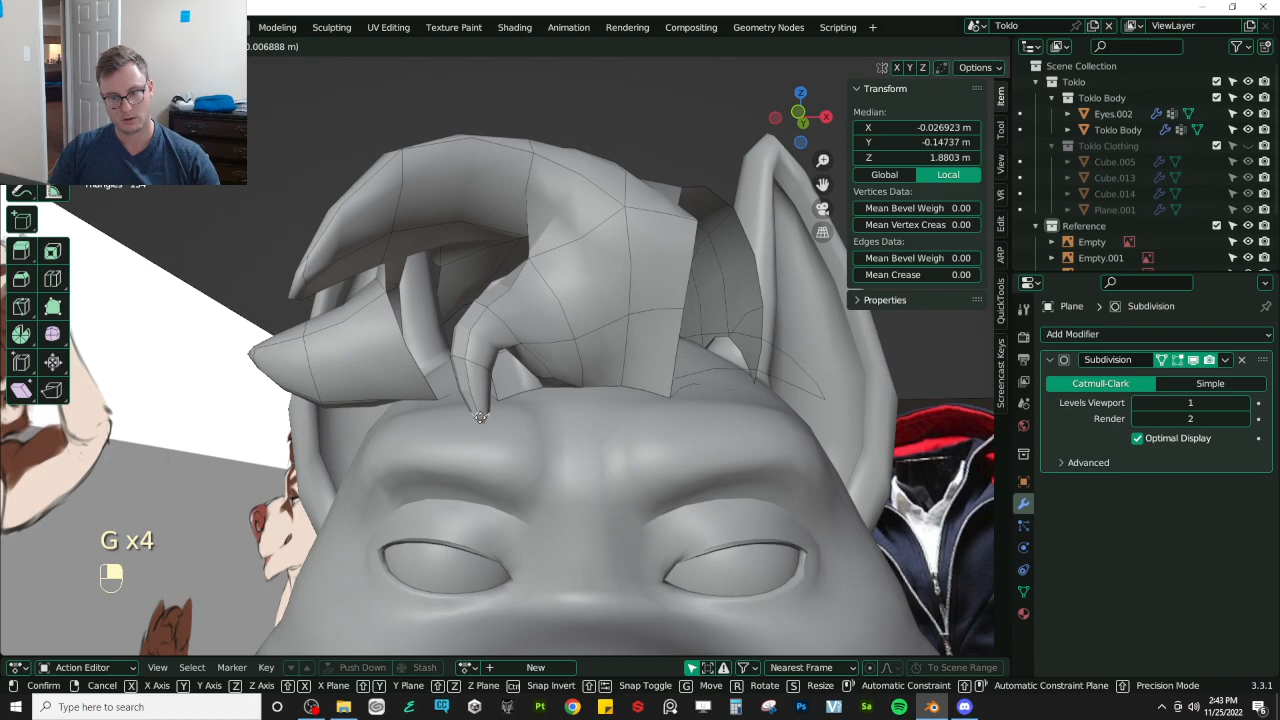 Modeling Sculpting UV Editing Texture Paint Shading Animation Rendering Compositing Geometry Nodes Scripting + Toklo ViewLayer
0.006888 m)
X Y Z Options
Scene Collection
Toklo
Toklo Body
Eyes.002
Toklo Body
Toklo Clothing
Cube.005
Cube.013
Cube.014
Plane.001
Reference
Empty
Empty.001
Transform
Median:
X -0.026923 m
Y -0.14737 m
Z 1.8803 m
Global Local
Vertices Data:
Mean Bevel Weigh 0.00
Mean Vertex Creas 0.00
Edges Data:
Mean Bevel Weigh 0.00
Mean Crease 0.00
Properties
Item
Tool
View
VR
Edit
ARP
QuickTools
Screencast Keys
Z
X
Y
Plane > Subdivision
Add Modifier
Subdivision
Catmull-Clark Simple
Levels Viewport 1
Render 2
Optimal Display
Advanced
G x4
Action Editor View Select Marker Key Push Down Stash New Nearest Frame To Scene Range
Confirm Cancel X X Axis Y Y Axis Z Z Axis X X Plane Y Y Plane Z Z Plane Ctrl Snap Invert Snap Toggle G Move R Rotate S Resize Automatic Constraint Automatic Constraint Plane Precision Mode 3.3.1
Type here to search
2:43 PM
11/25/2022